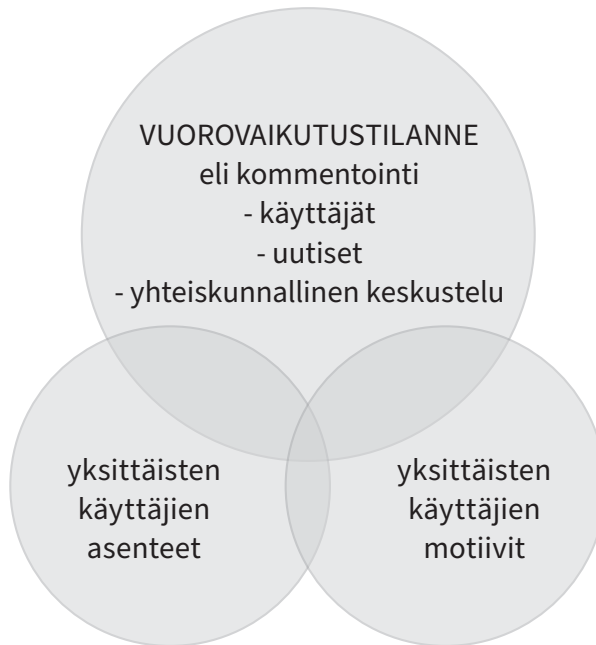 VUOROVAIKUTUSTILANNE
eli kommentointi
- käyttäjät
- uutiset
- yhteiskunnallinen keskustelu
yksittäisten
käyttäjien
asenteet
yksittäisten
käyttäjien
motiivit